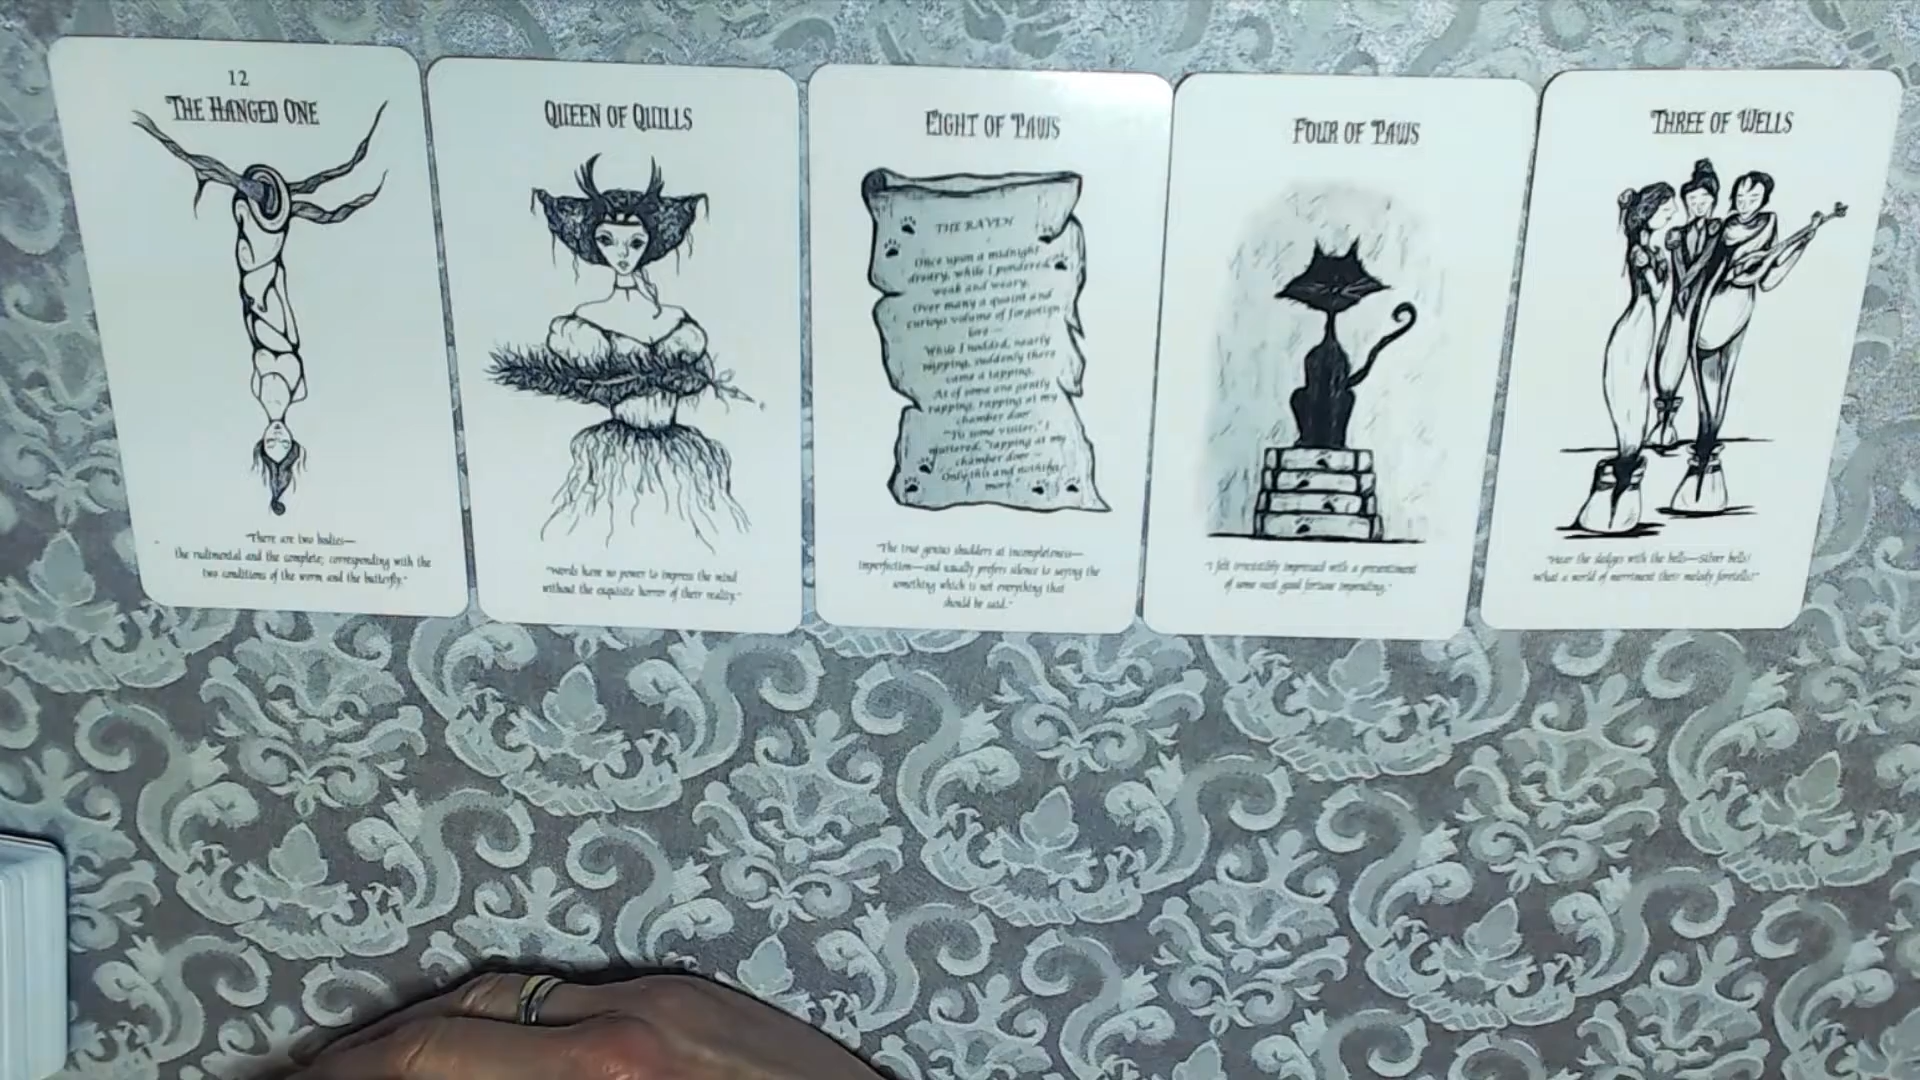 12
THE HANGED ONE
"There are two bodies—
the rudimental and the complete; corresponding with the
two conditions of the worm and the butterfly."
QUEEN OF QUILLS
"Words have no power to impress the mind
without the exquisite horror of their reality."
EIGHT OF PAWS
THE RAVEN
Once upon a midnight
dreary, while I pondered,
weak and weary,
Over many a quaint and
curious volume of forgotten
lore—
While I nodded, nearly
napping, suddenly there
came a tapping,
As of some one gently
rapping, rapping at my
chamber door.
"'Tis some visiter," I
muttered, "tapping at my
chamber door—
Only this and nothing
more."
"The true genius shudders at incompleteness—
imperfection—and usually prefers silence to saying the
something which is not everything that
should be said."
FOUR OF PAWS
"I felt irresistibly impressed with a presentiment
of some vast good fortune impending."
THREE OF WELLS
"Hear the sledges with the bells—silver bells!
What a world of merriment their melody foretells!"